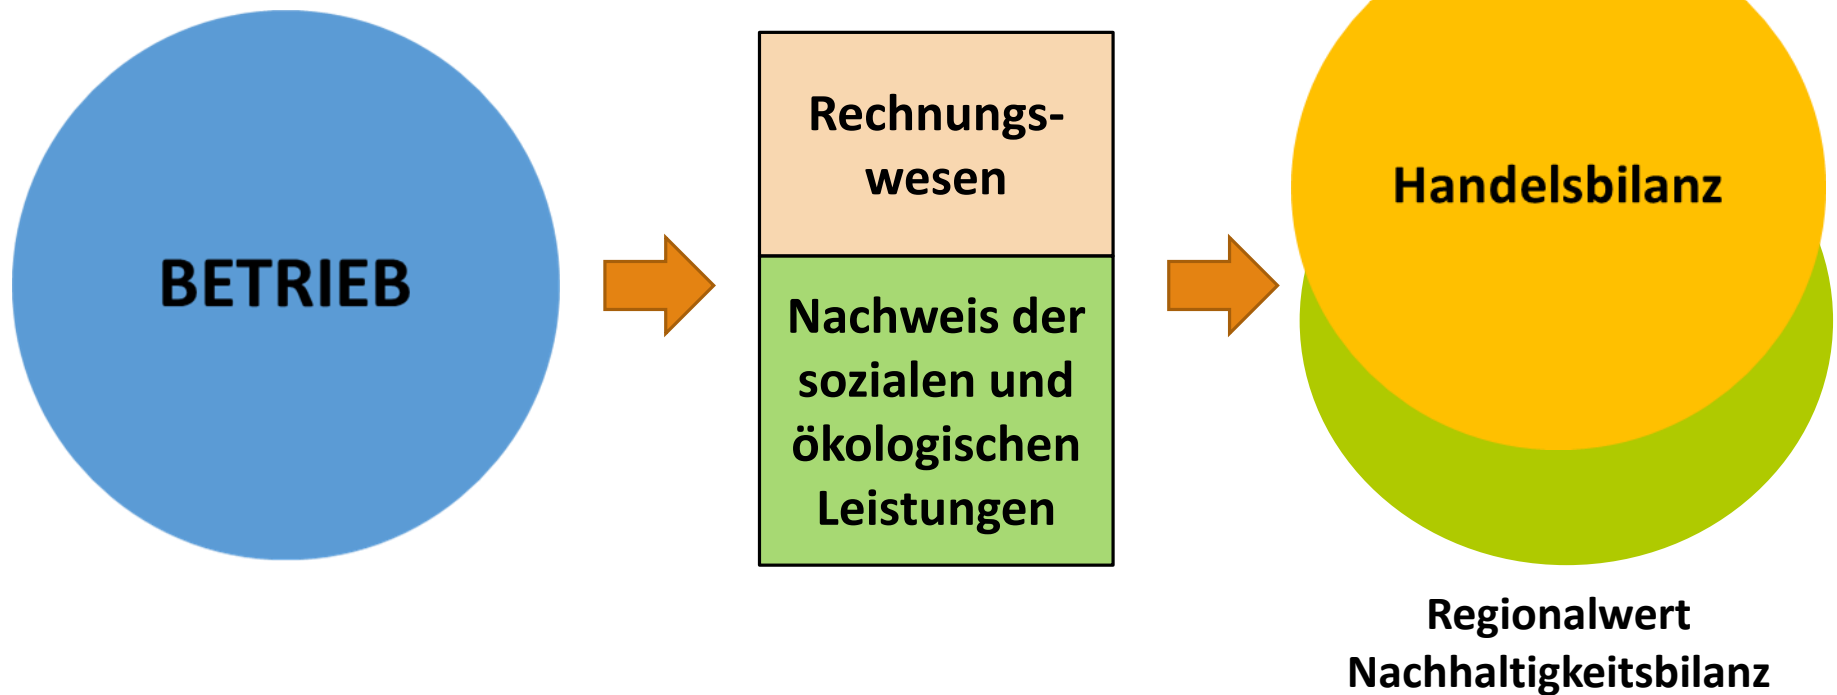 BETRIEB
Rechnungs-
wesen
Nachweis der
sozialen und
ökologischen
Leistungen
Handelsbilanz
Regionalwert
Nachhaltigkeitsbilanz